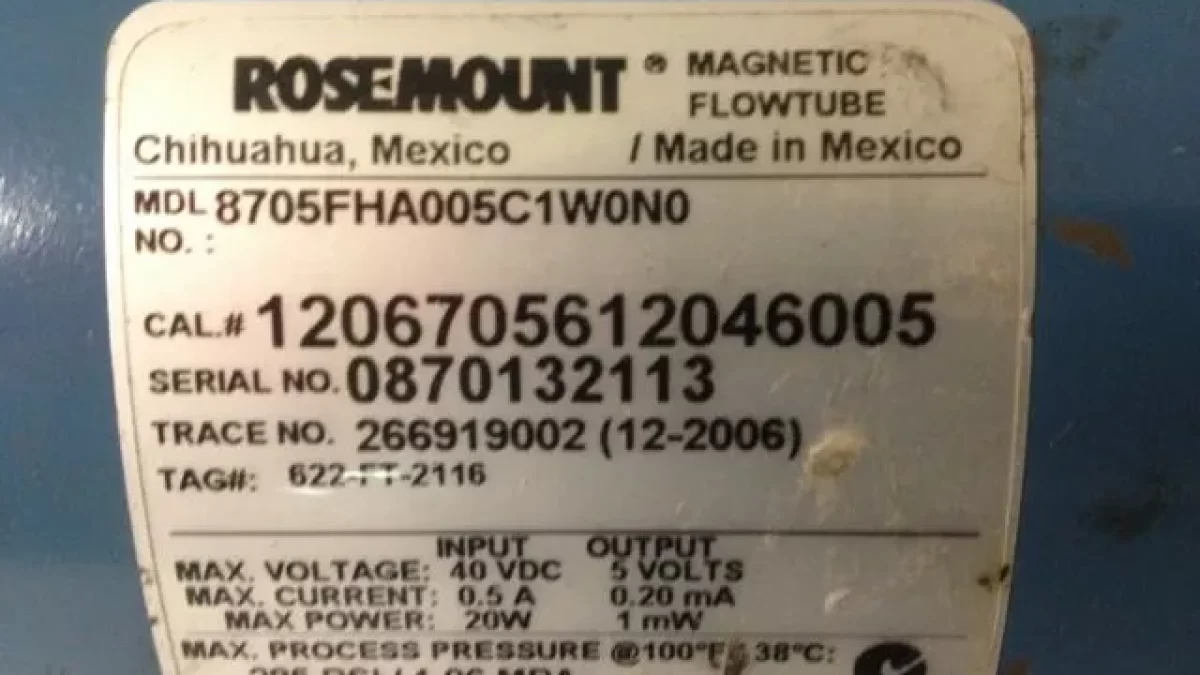 ROSEMOUNT® MAGNETIC FLOWTUBE
Chihuahua, Mexico / Made in Mexico
MDL NO.: 8705FHA005C1W0N0
CAL.# 1206705612046005
SERIAL NO. 0870132113
TRACE NO. 266919002 (12-2006)
TAG#: 622-FT-2116
INPUT OUTPUT
MAX. VOLTAGE: 40 VDC 5 VOLTS
MAX. CURRENT: 0.5 A 0.20 mA
MAX POWER: 20W 1 mW
MAX. PROCESS PRESSURE @100°F 38°C: